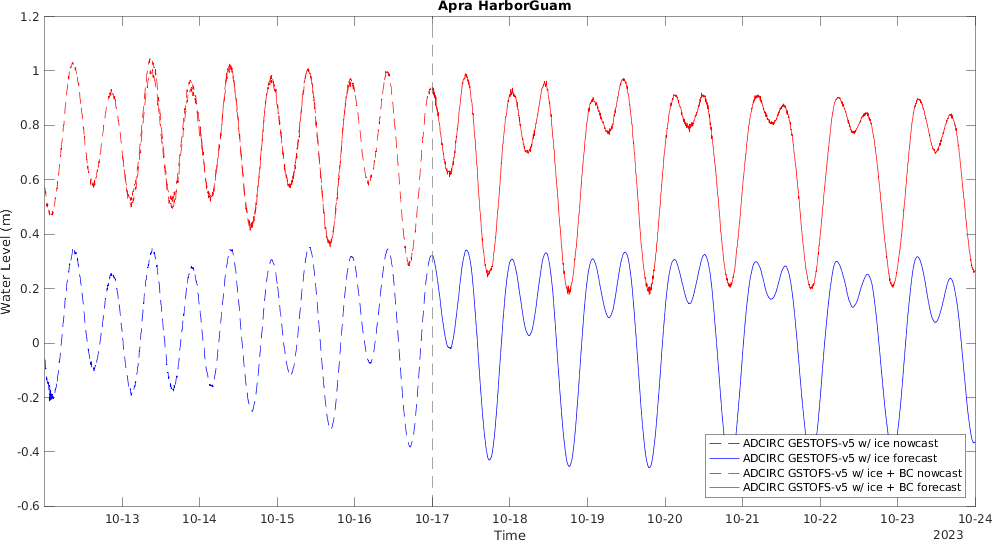 Apra HarborGuam
Water Level (m)
1.2
1
0.8
0.6
0.4
0.2
0
-0.2
-0.4
-0.6
ADCIRC GESTOFS-v5 w/ ice nowcast
ADCIRC GESTOFS-v5 w/ ice forecast
ADCIRC GSTOFS-v5 w/ ice + BC nowcast
ADCIRC GSTOFS-v5 w/ ice + BC forecast
10-13 10-14 10-15 10-16 10-17 10-18 10-19 10-20 10-21 10-22 10-23 10-24
Time
2023